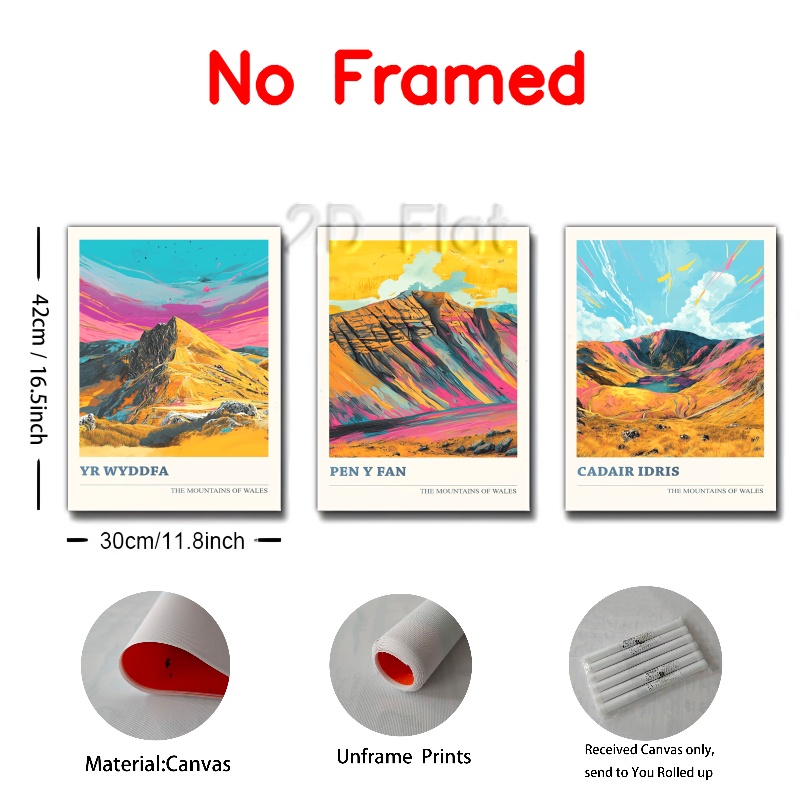 No Framed
2D Flat
42cm / 16.5inch
YR WYDDFA
THE MOUNTAINS OF WALES
PEN Y FAN
THE MOUNTAINS OF WALES
CADAIR IDRIS
THE MOUNTAINS OF WALES
30cm/11.8inch
Material:Canvas
Unframe Prints
Received Canvas only,
send to You Rolled up